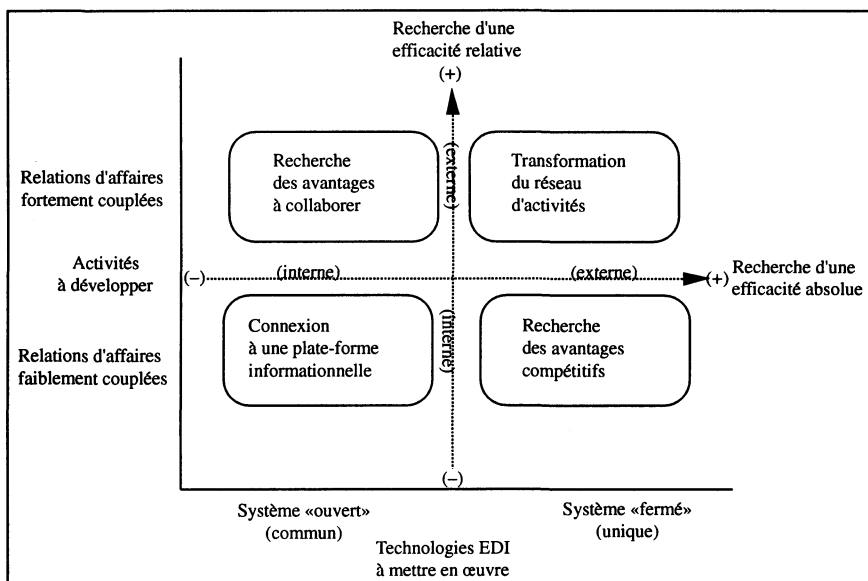 Recherche d'une
efficacité relative
(+)
Relations d'affaires
fortement couplées
Recherche
des avantages
à collaborer
(externe)
Transformation
du réseau
d'activités
Activités
à développer
(−)
(interne)
(externe)
(+)
Recherche d'une
efficacité absolue
Relations d'affaires
faiblement couplées
Connexion
à une plate-forme
informationnelle
(interne)
Recherche
des avantages
compétitifs
(−)
Système «ouvert»
(commun)
Système «fermé»
(unique)
Technologies EDI
à mettre en œuvre